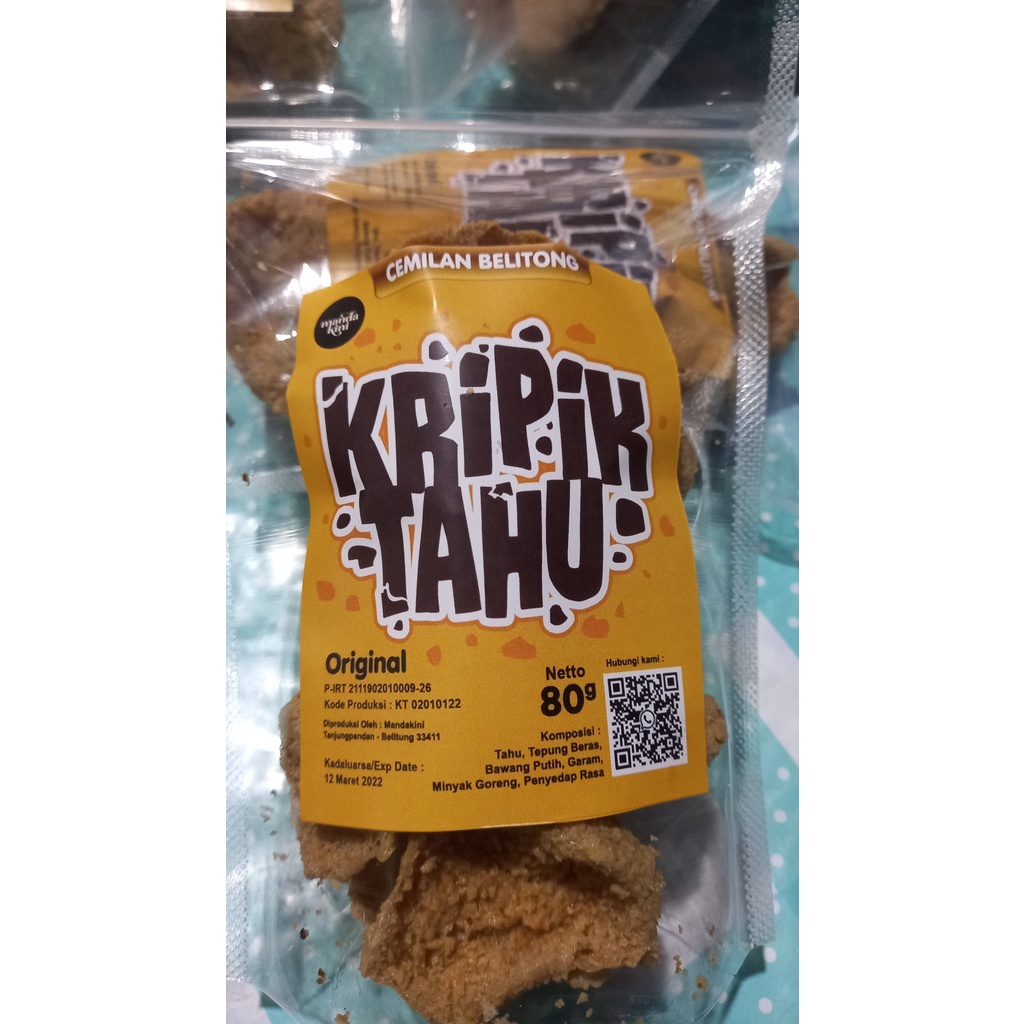 CEMILAN BELITONG
manda
kini
KRIPIK
TAHU
Original
P-IRT 2111902010009-26
Kode Produksi : KT 02010122
Diproduksi Oleh : Mandakini
Tanjungpandan - Belitung 33411
Kadaluarsa/Exp Date :
12 Maret 2022
Netto
80g
Hubungi kami :
Komposisi :
Tahu, Tepung Beras,
Bawang Putih, Garam,
Minyak Goreng, Penyedap Rasa